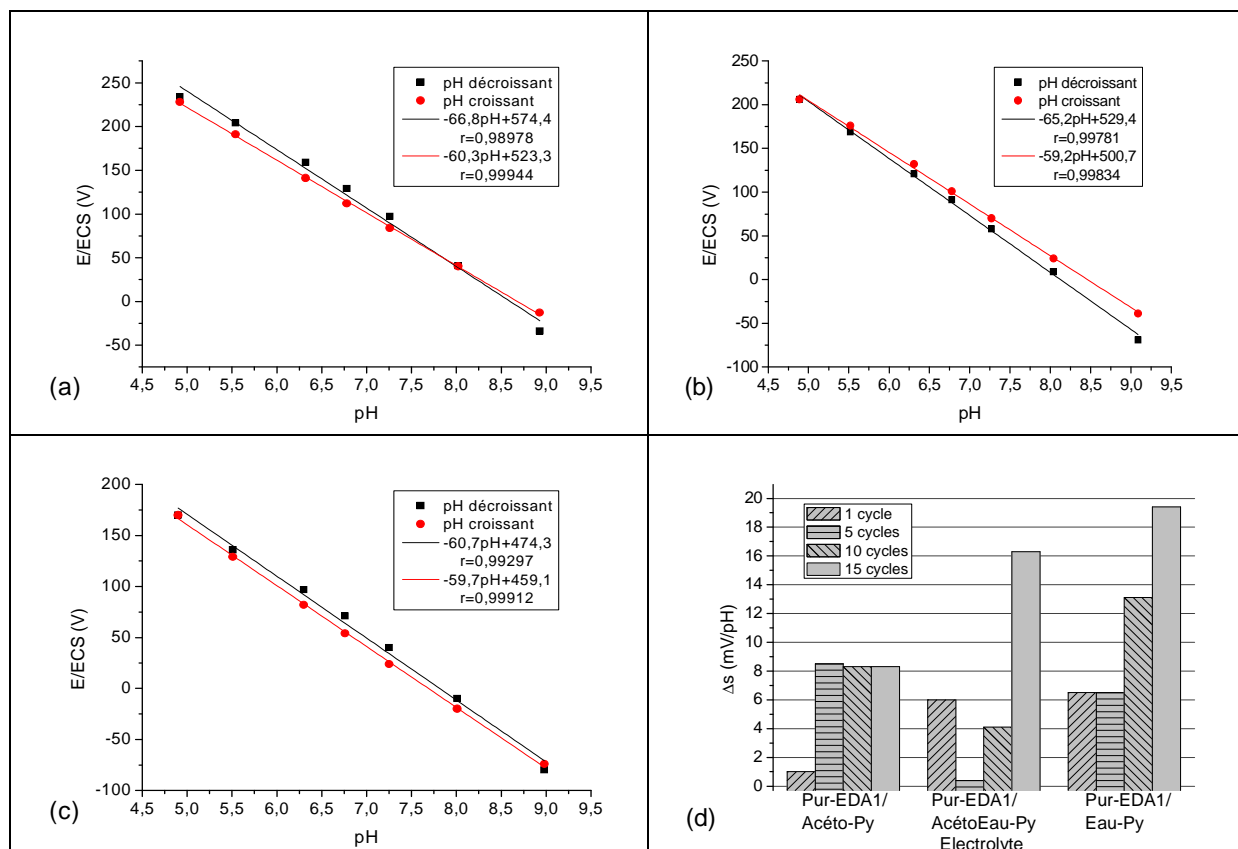 E/ECS (V)
250
200
150
100
50
0
-50
pH décroissant
pH croissant
-66,8pH+574,4
r=0,98978
-60,3pH+523,3
r=0,99944
4,5 5,0 5,5 6,0 6,5 7,0 7,5 8,0 8,5 9,0 9,5
pH
(a)
E/ECS (V)
250
200
150
100
50
0
-50
-100
pH décroissant
pH croissant
-65,2pH+529,4
r=0,99781
-59,2pH+500,7
r=0,99834
4,5 5,0 5,5 6,0 6,5 7,0 7,5 8,0 8,5 9,0 9,5
pH
(b)
E/ECS (V)
200
150
100
50
0
-50
-100
pH décroissant
pH croissant
-60,7pH+474,3
r=0,99297
-59,7pH+459,1
r=0,99912
4,5 5,0 5,5 6,0 6,5 7,0 7,5 8,0 8,5 9,0 9,5
pH
(c)
Δs (mV/pH)
20
18
16
14
12
10
8
6
4
2
0
1 cycle
5 cycles
10 cycles
15 cycles
Pur-EDA1/ Pur-EDA1/ Pur-EDA1/
Acéto-Py AcétoEau-Py Eau-Py
Electrolyte
(d)